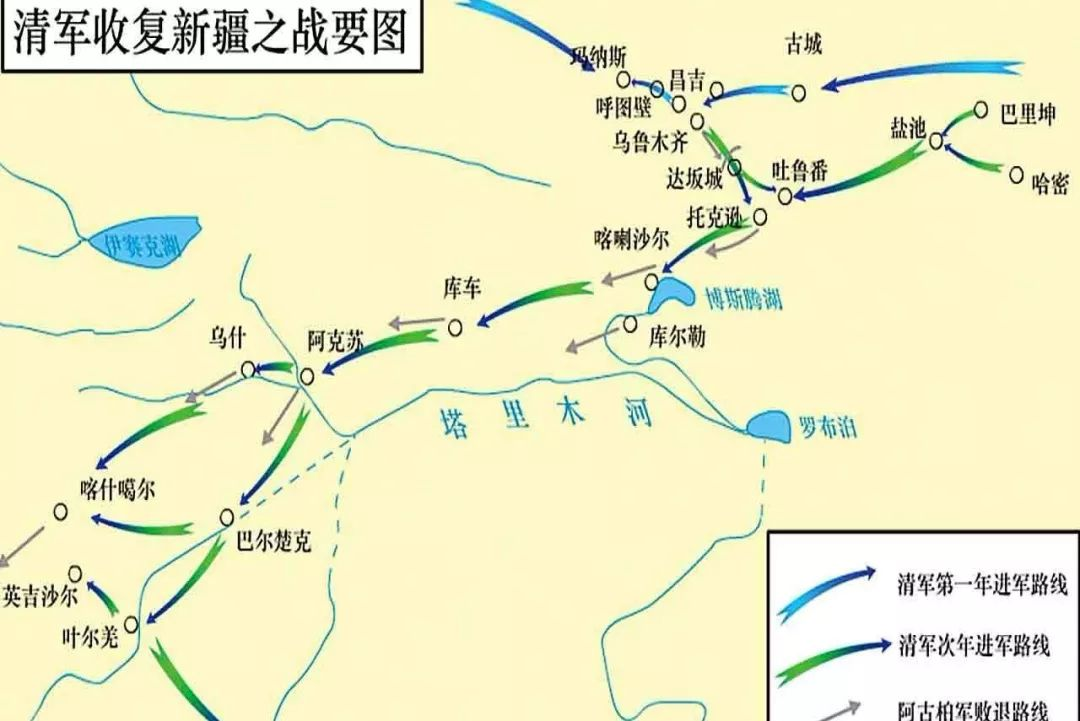 清军收复新疆之战要图
玛纳斯
古城
昌吉
呼图壁
乌鲁木齐
巴里坤
盐池
哈密
达坂城
吐鲁番
托克逊
喀喇沙尔
伊赛克湖
库车
博斯腾湖
乌什
阿克苏
库尔勒
塔里木河
罗布泊
喀什噶尔
巴尔楚克
英吉沙尔
叶尔羌
清军第一年进军路线
清军次年进军路线
阿古柏军败退路线